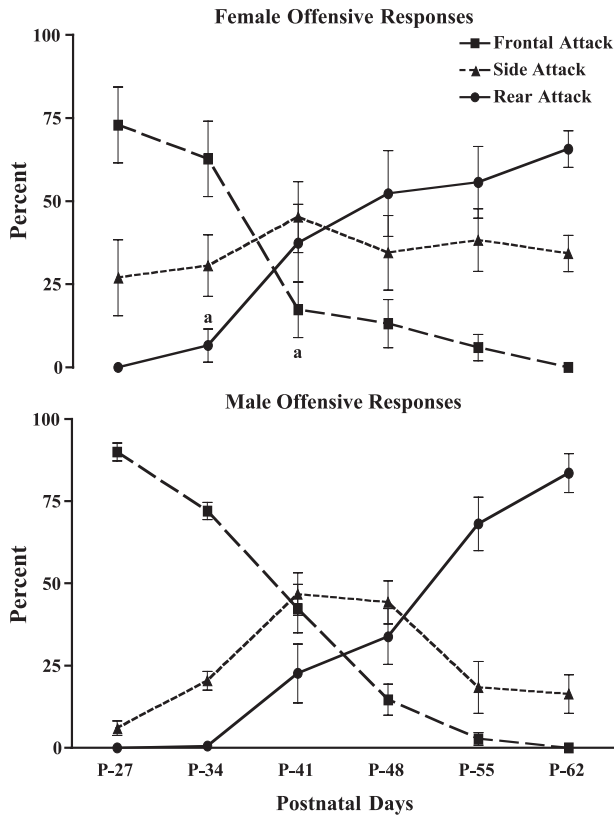 Female Offensive Responses
100
75
50
25
0
Percent
Frontal Attack
Side Attack
Rear Attack
a
a
Male Offensive Responses
100
75
50
25
0
Percent
P-27 P-34 P-41 P-48 P-55 P-62
Postnatal Days